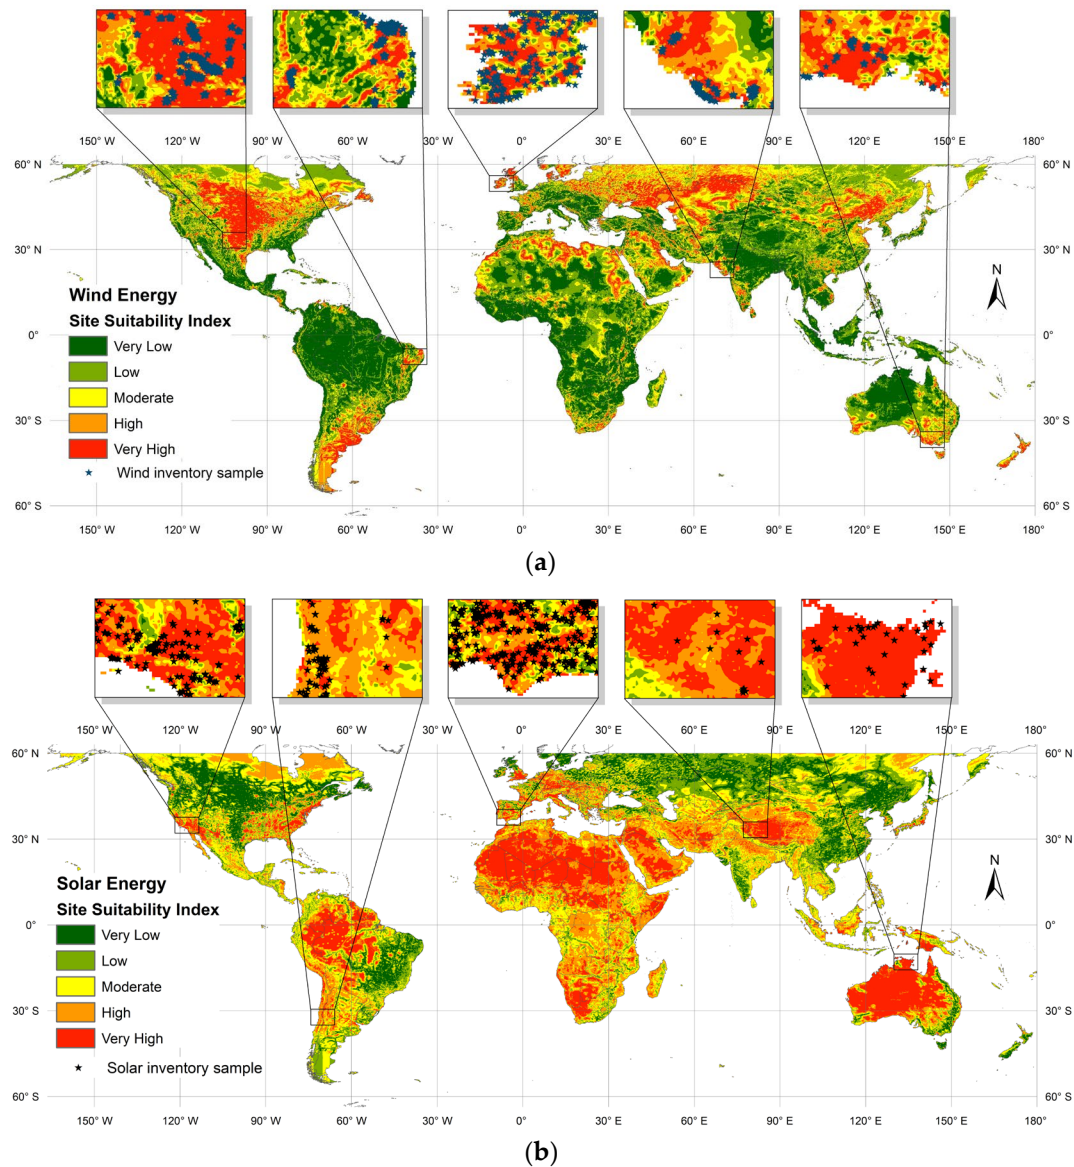 150° W 120° W 90° W 60° W 30° W 0° 30° E 60° E 90° E 120° E 150° E 180°
60° N 60° N
30° N 30° N
N
Wind Energy
Site Suitability Index
0° 0°
Very Low
Low
Moderate
30° S 30° S
High
Very High
Wind inventory sample
60° S 60° S
150° W 120° W 90° W 60° W 30° W 0° 30° E 60° E 90° E 120° E 150° E 180°
(a)
150° W 120° W 90° W 60° W 30° W 0° 30° E 60° E 90° E 120° E 150° E 180°
60° N 60° N
30° N 30° N
N
Solar Energy
Site Suitability Index
0° 0°
Very Low
Low
Moderate
30° S 30° S
High
Very High
Solar inventory sample
60° S 60° S
150° W 120° W 90° W 60° W 30° W 0° 30° E 60° E 90° E 120° E 150° E 180°
(b)